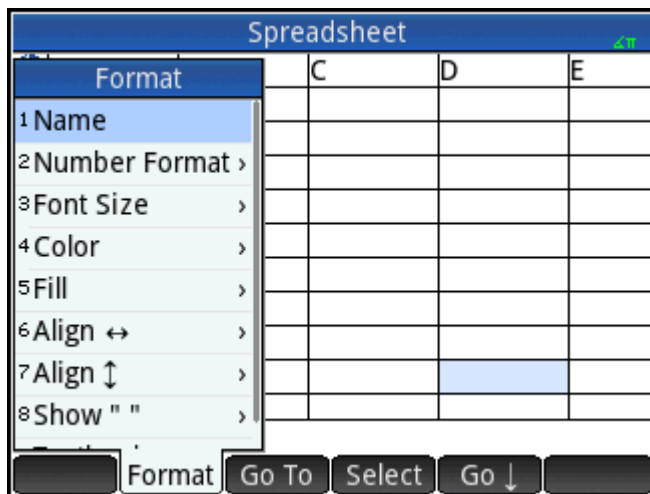 Spreadsheet
∠π
Format
C D E
1 Name
2 Number Format ›
3 Font Size ›
4 Color ›
5 Fill ›
6 Align ↔ ›
7 Align ↕ ›
8 Show " " ›
Format Go To Select Go ↓